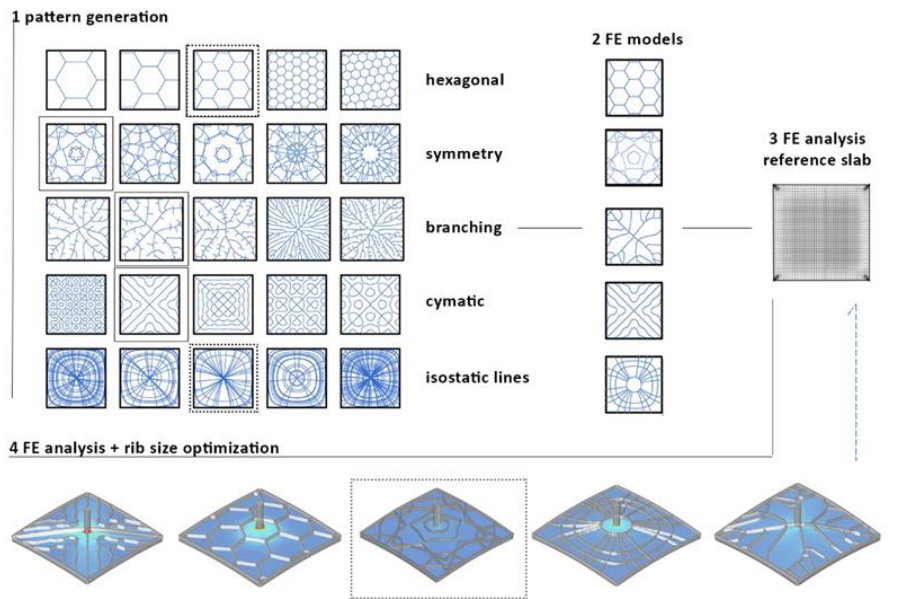 1 pattern generation
2 FE models
hexagonal
3 FE analysis
reference slab
symmetry
branching
cymatic
isostatic lines
4 FE analysis + rib size optimization